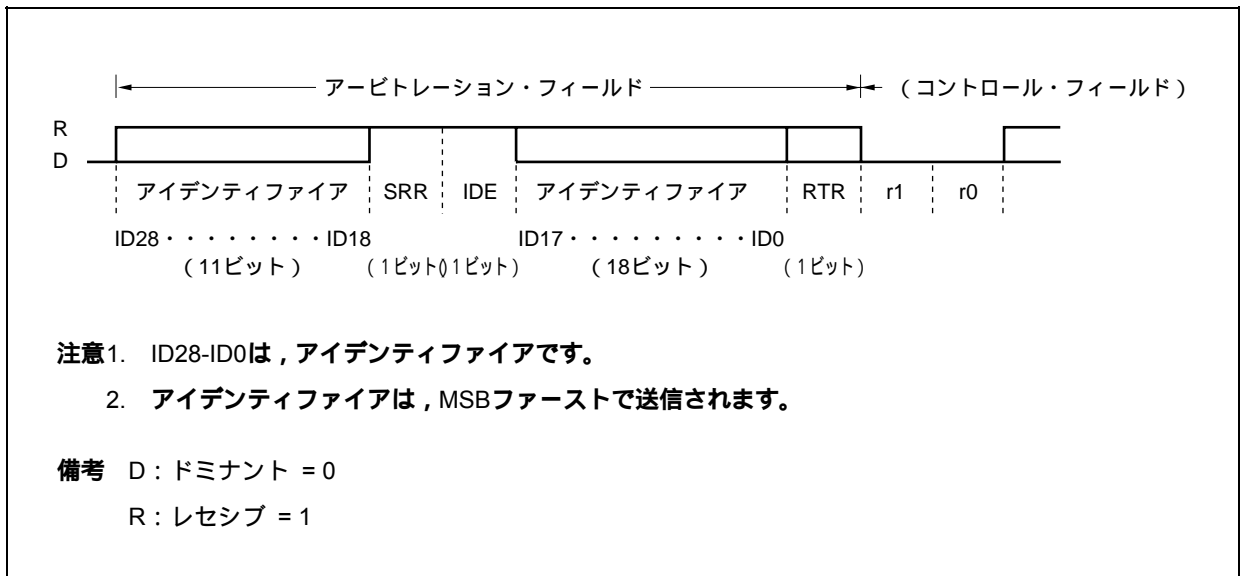 アービトレーション・フィールド (コントロール・フィールド)
R
D
アイデンティファイア SRR IDE アイデンティファイア RTR r1 r0
ID28・・・・・・・・ID18 ID17・・・・・・・・・ID0
(11ビット) (1ビット)(1ビット) (18ビット) (1ビット)
注意1. ID28-ID0は,アイデンティファイアです。
2. アイデンティファイアは,MSBファーストで送信されます。
備考 D:ドミナント = 0
R:レセシブ = 1